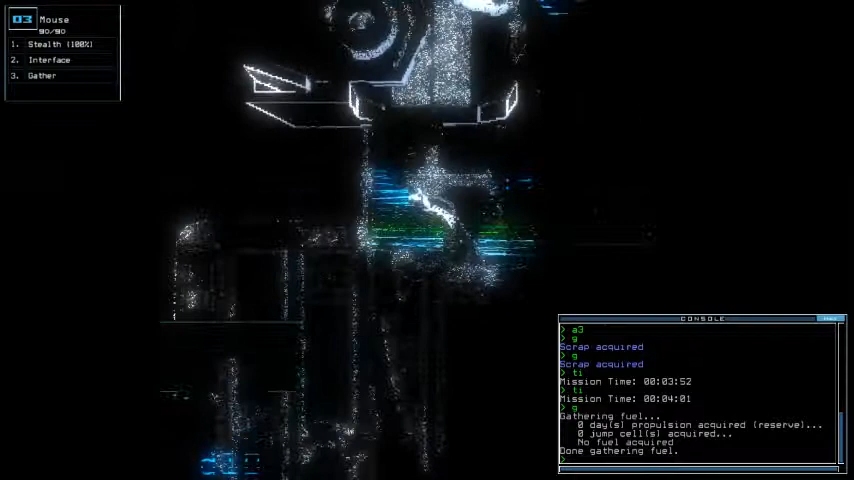 03 Mouse
90/90
1. Stealth (100%)
2. Interface
3. Gather
CONSOLE
> a3
> g
Scrap acquired
> g
Scrap acquired
> ti
Mission Time: 00:03:52
> ti
Mission Time: 00:04:01
> g
Gathering fuel...
0 day(s) propulsion acquired (reserve)...
0 jump cell(s) acquired...
No fuel acquired
Done gathering fuel.
>